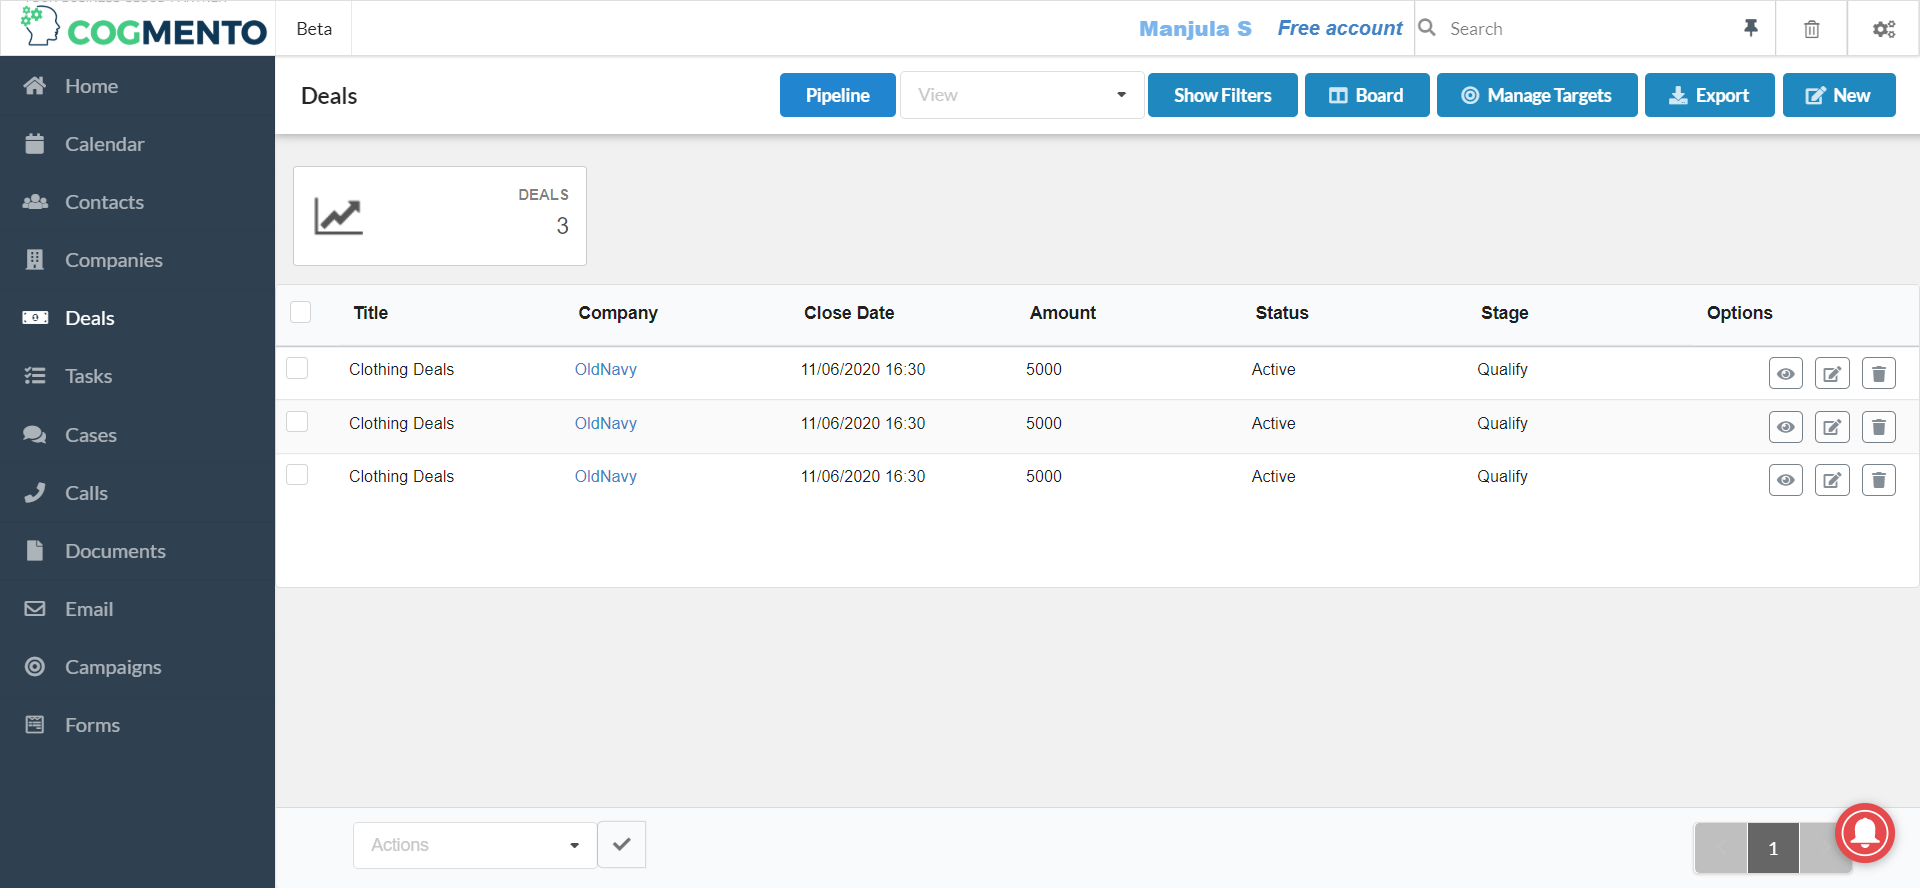 COGMENTO
Beta
Manjula S
Free account
Search
Home
Calendar
Contacts
Companies
Deals
Tasks
Cases
Calls
Documents
Email
Campaigns
Forms
Deals
Pipeline
View
Show Filters
Board
Manage Targets
Export
New
DEALS
3
Title Company Close Date Amount Status Stage Options
Clothing Deals OldNavy 11/06/2020 16:30 5000 Active Qualify
Clothing Deals OldNavy 11/06/2020 16:30 5000 Active Qualify
Clothing Deals OldNavy 11/06/2020 16:30 5000 Active Qualify
Actions
1